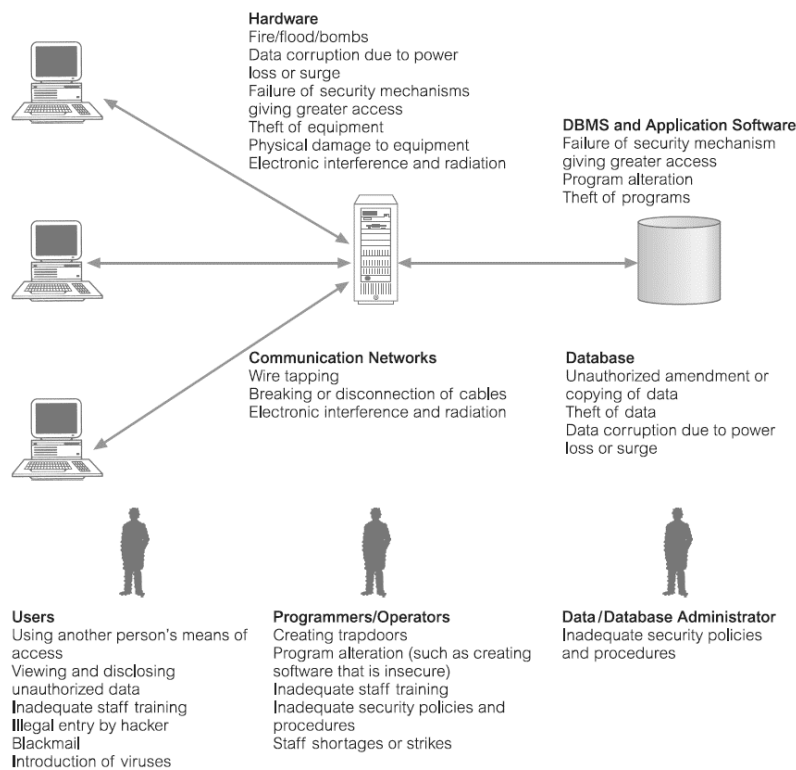 Hardware
Fire/flood/bombs
Data corruption due to power
loss or surge
Failure of security mechanisms
giving greater access
Theft of equipment
Physical damage to equipment
Electronic interference and radiation
DBMS and Application Software
Failure of security mechanism
giving greater access
Program alteration
Theft of programs
Communication Networks
Wire tapping
Breaking or disconnection of cables
Electronic interference and radiation
Database
Unauthorized amendment or
copying of data
Theft of data
Data corruption due to power
loss or surge
Users
Using another person's means of
access
Viewing and disclosing
unauthorized data
Inadequate staff training
Illegal entry by hacker
Blackmail
Introduction of viruses
Programmers/Operators
Creating trapdoors
Program alteration (such as creating
software that is insecure)
Inadequate staff training
Inadequate security policies and
procedures
Staff shortages or strikes
Data/Database Administrator
Inadequate security policies
and procedures